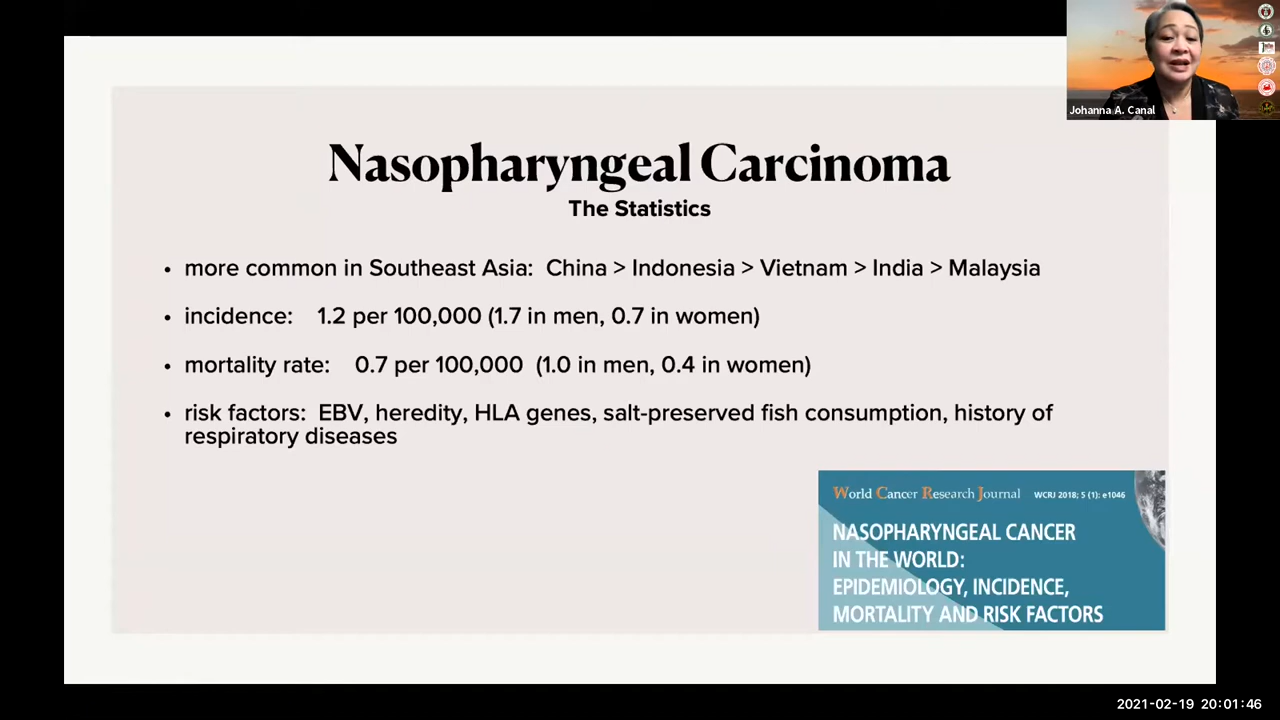 Nasopharyngeal Carcinoma
The Statistics
• more common in Southeast Asia: China > Indonesia > Vietnam > India > Malaysia
• incidence: 1.2 per 100,000 (1.7 in men, 0.7 in women)
• mortality rate: 0.7 per 100,000 (1.0 in men, 0.4 in women)
• risk factors: EBV, heredity, HLA genes, salt-preserved fish consumption, history of
respiratory diseases
World Cancer Research Journal WCRJ 2018; 5 (1): e1046
NASOPHARYNGEAL CANCER
IN THE WORLD:
EPIDEMIOLOGY, INCIDENCE,
MORTALITY AND RISK FACTORS
Johanna A. Canal
2021-02-19 20:01:46